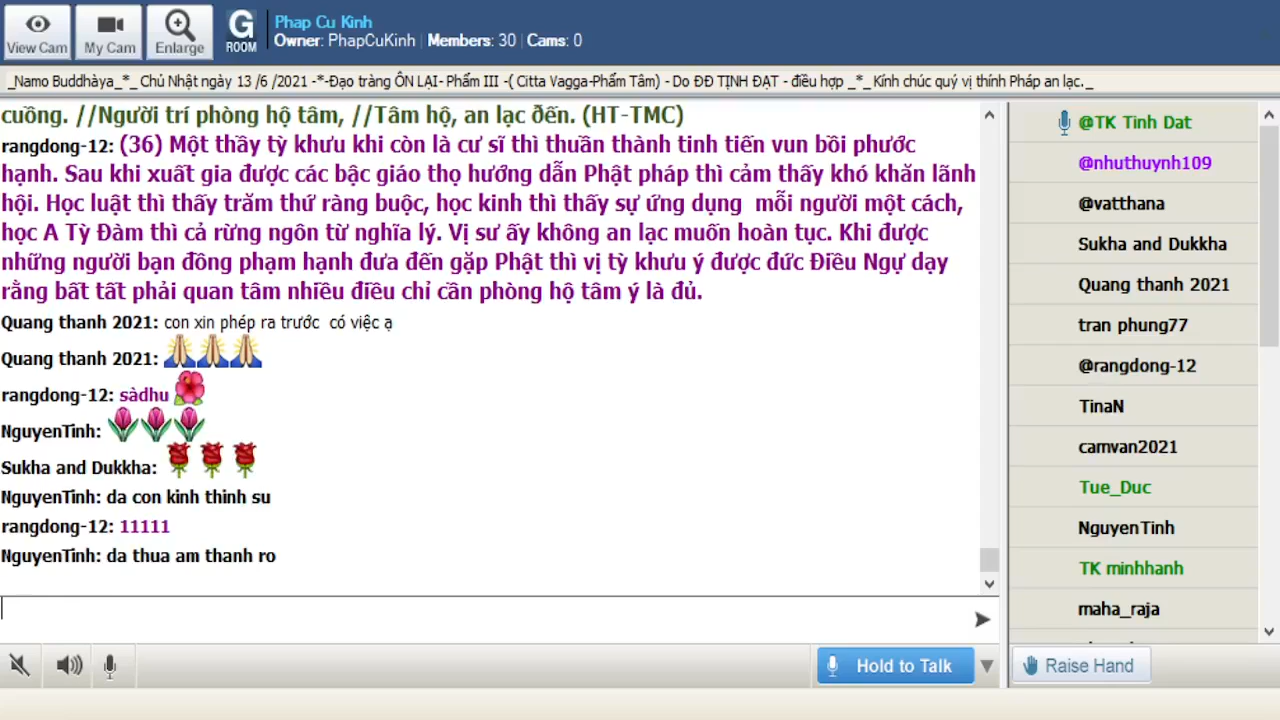 View Cam
My Cam
Enlarge
G
ROOM
Phap Cu Kinh
Owner: PhapCuKinh | Members: 30 | Cams: 0
_Namo Buddhàya_*_ Chủ Nhật ngày 13 /6 /2021 -*-Đạo tràng ÔN LẠI- Phẩm III -( Citta Vagga-Phẩm Tâm) - Do ĐĐ TỊNH ĐẠT - điều hợp _*_Kính chúc quý vị thính Pháp an lạc._
cuồng. //Người trí phòng hộ tâm, //Tâm hộ, an lạc ðến. (HT-TMC)
rangdong-12: (36) Một thầy tỳ khưu khi còn là cư sĩ thì thuần thành tinh tiến vun bồi phước
hạnh. Sau khi xuất gia được các bậc giáo thọ hướng dẫn Phật pháp thì cảm thấy khó khăn lãnh
hội. Học luật thì thấy trăm thứ ràng buộc, học kinh thì thấy sự ứng dụng mỗi người một cách,
học A Tỳ Đàm thì cả rừng ngôn từ nghĩa lý. Vị sư ấy không an lạc muốn hoàn tục. Khi được
những người bạn đồng phạm hạnh đưa đến gặp Phật thì vị tỳ khưu ý được đức Điều Ngự dạy
rằng bất tất phải quan tâm nhiều điều chỉ cần phòng hộ tâm ý là đủ.
Quang thanh 2021: con xin phép ra trước có việc ạ
Quang thanh 2021:
rangdong-12: sàdhu
NguyenTinh:
Sukha and Dukkha:
NguyenTinh: da con kinh thinh su
rangdong-12: 11111
NguyenTinh: da thua am thanh ro
Hold to Talk
@TK Tinh Dat
@nhuthuynh109
@vatthana
Sukha and Dukkha
Quang thanh 2021
tran phung77
@rangdong-12
TinaN
camvan2021
Tue_Duc
NguyenTinh
TK minhhanh
maha_raja
Raise Hand